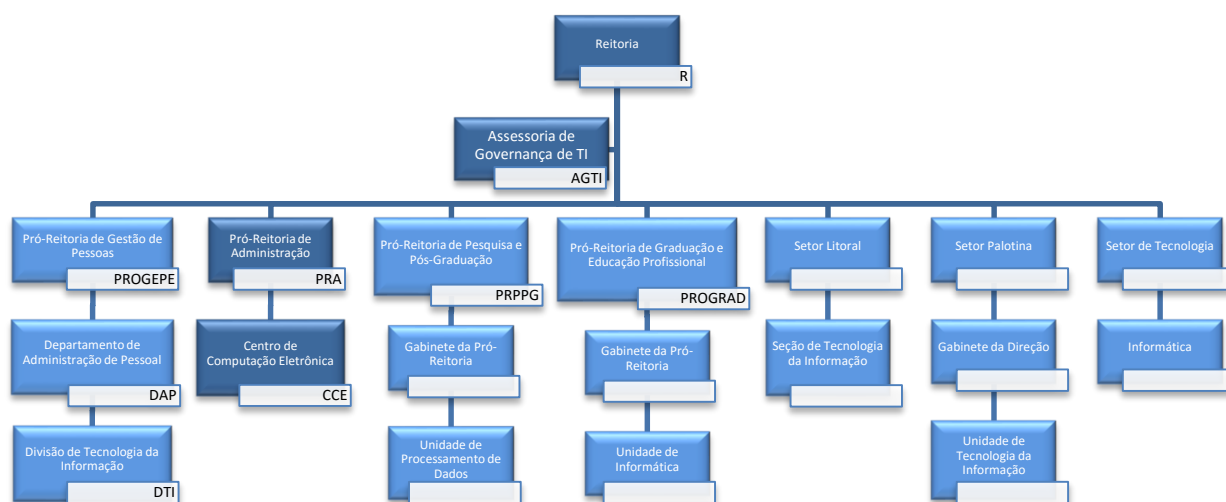 Reitoria
R
Assessoria de
Governança de TI
AGTI
Pró-Reitoria de Gestão de
Pessoas
PROGEPE
Pró-Reitoria de
Administração
PRA
Pró-Reitoria de Pesquisa e
Pós-Graduação
PRPPG
Pró-Reitoria de Graduação e
Educação Profissional
PROGRAD
Setor Litoral
Setor Palotina
Setor de Tecnologia
Departamento de
Administração de Pessoal
DAP
Centro de
Computação Eletrônica
CCE
Gabinete da Pró-
Reitoria
Gabinete da Pró-
Reitoria
Seção de Tecnologia
da Informação
Gabinete da Direção
Informática
Divisão de Tecnologia da
Informação
DTI
Unidade de
Processamento de
Dados
Unidade de
Informática
Unidade de
Tecnologia da
Informação